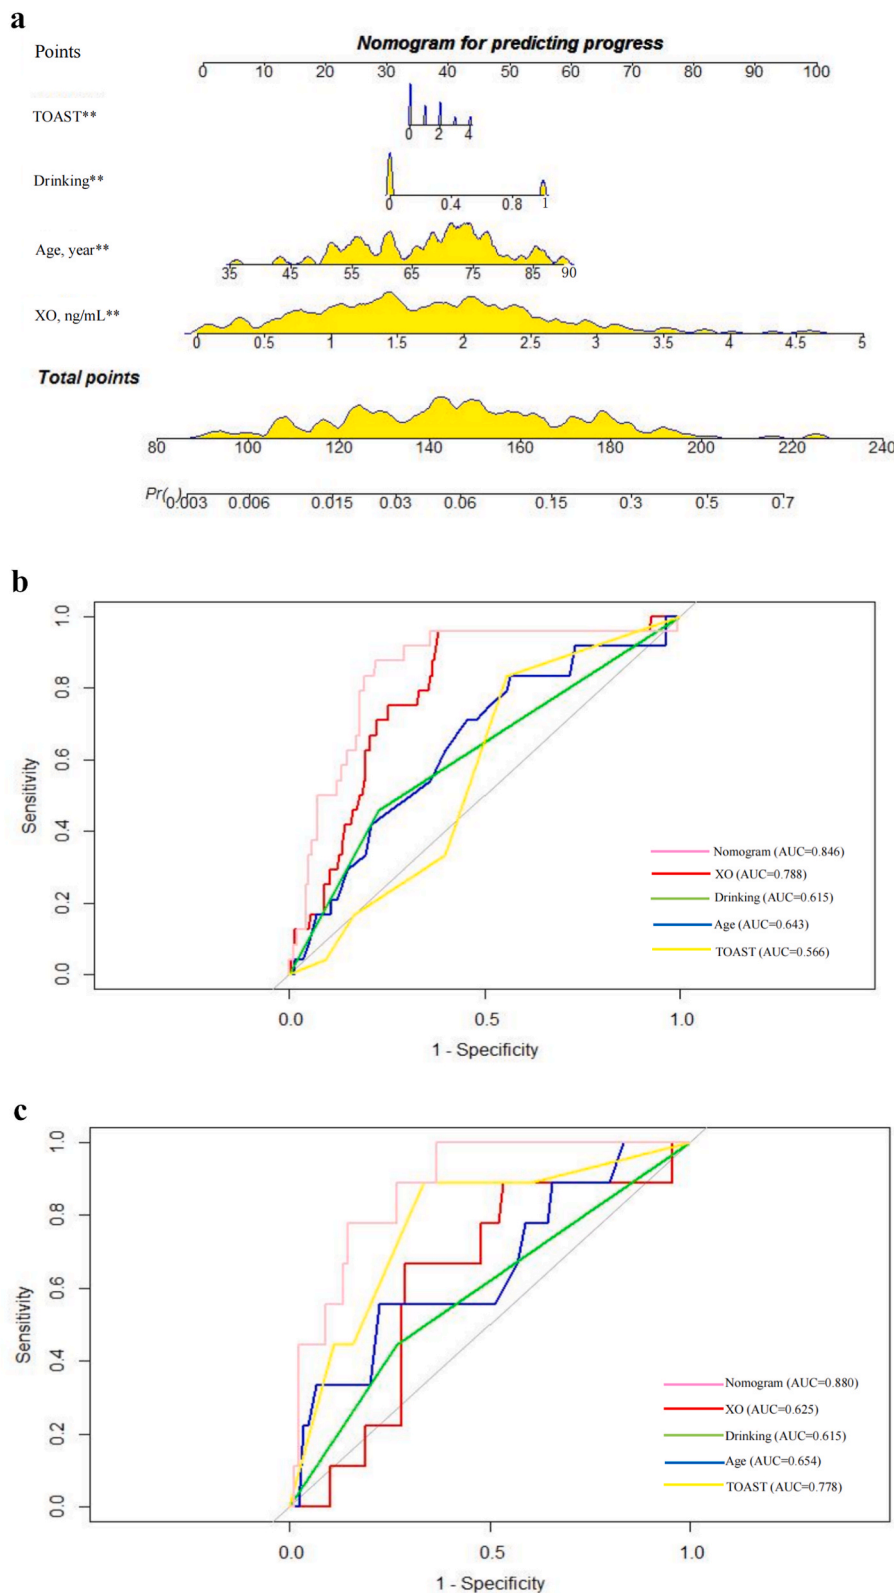 a
Nomogram for predicting progress
Points
0 10 20 30 40 50 60 70 80 90 100
TOAST**
0 2 4
Drinking**
0 0.4 0.8 1
Age, year**
35 45 55 65 75 85 90
XO, ng/mL**
0 0.5 1 1.5 2 2.5 3 3.5 4 4.5 5
Total points
80 100 120 140 160 180 200 220 240
Pr( ) 0.003 0.006 0.015 0.03 0.06 0.15 0.3 0.5 0.7
b
Sensitivity
1.0
0.8
0.6
0.4
0.2
0.0
Nomogram (AUC=0.846)
XO (AUC=0.788)
Drinking (AUC=0.615)
Age (AUC=0.643)
TOAST (AUC=0.566)
0.0 0.5 1.0
1 - Specificity
c
Sensitivity
1.0
0.8
0.6
0.4
0.2
0.0
Nomogram (AUC=0.880)
XO (AUC=0.625)
Drinking (AUC=0.615)
Age (AUC=0.654)
TOAST (AUC=0.778)
0.0 0.5 1.0
1 - Specificity